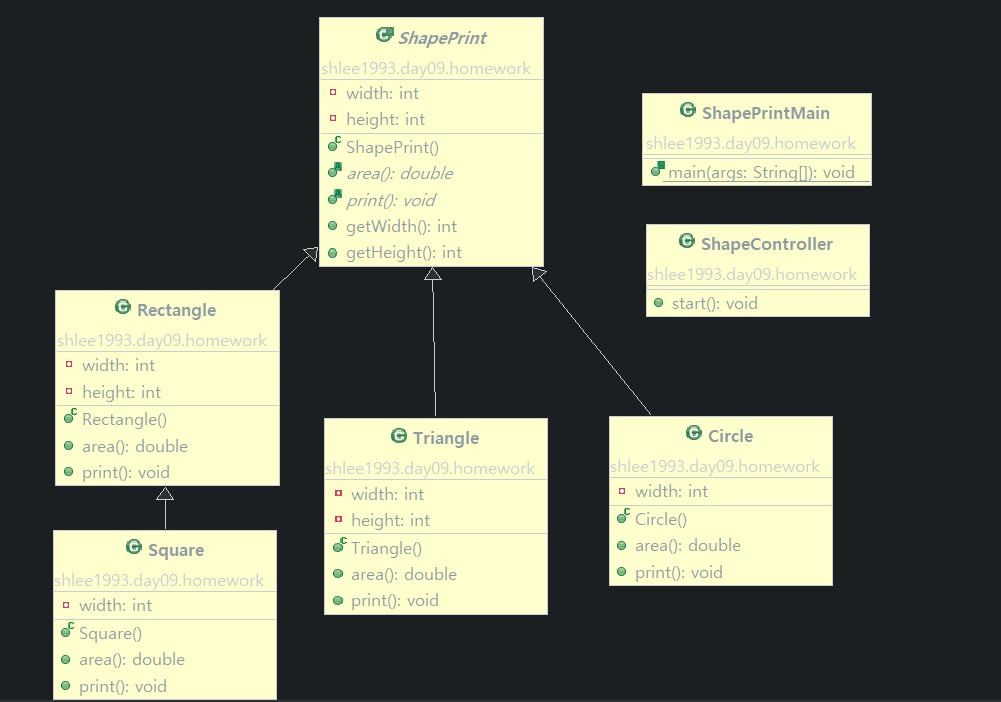 ShapePrint
shlee1993.day09.homework
width: int
height: int
ShapePrint()
area(): double
print(): void
getWidth(): int
getHeight(): int
ShapePrintMain
shlee1993.day09.homework
main(args: String[]): void
ShapeController
shlee1993.day09.homework
start(): void
Rectangle
shlee1993.day09.homework
width: int
height: int
Rectangle()
area(): double
print(): void
Triangle
shlee1993.day09.homework
width: int
height: int
Triangle()
area(): double
print(): void
Circle
shlee1993.day09.homework
width: int
Circle()
area(): double
print(): void
Square
shlee1993.day09.homework
width: int
Square()
area(): double
print(): void